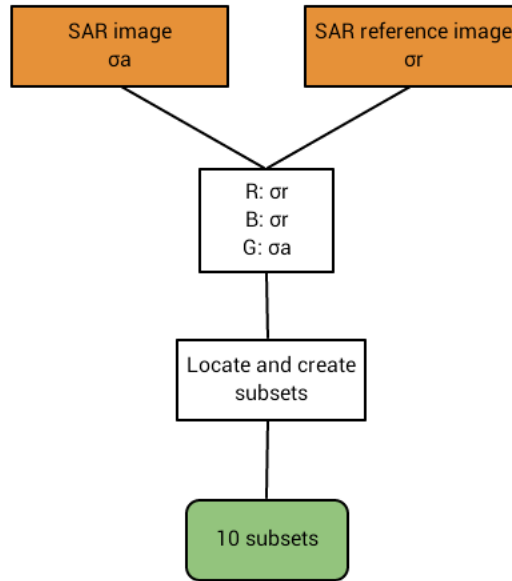 SAR image
σa
SAR reference image
σr
R: σr
B: σr
G: σa
Locate and create
subsets
10 subsets